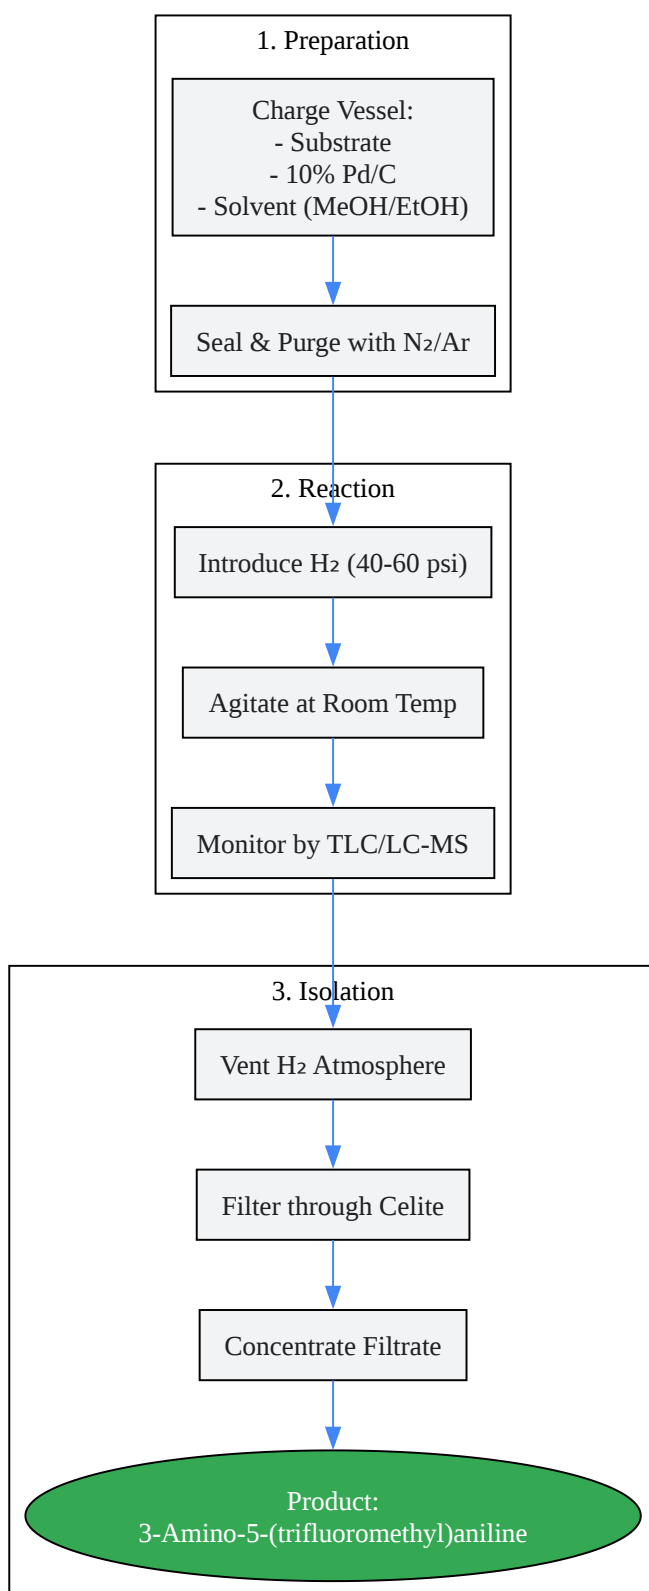 1. Preparation
Charge Vessel:
- Substrate
- 10% Pd/C
- Solvent (MeOH/EtOH)
Seal & Purge with N₂/Ar
2. Reaction
Introduce H₂ (40-60 psi)
Agitate at Room Temp
Monitor by TLC/LC-MS
3. Isolation
Vent H₂ Atmosphere
Filter through Celite
Concentrate Filtrate
Product:
3-Amino-5-(trifluoromethyl)aniline